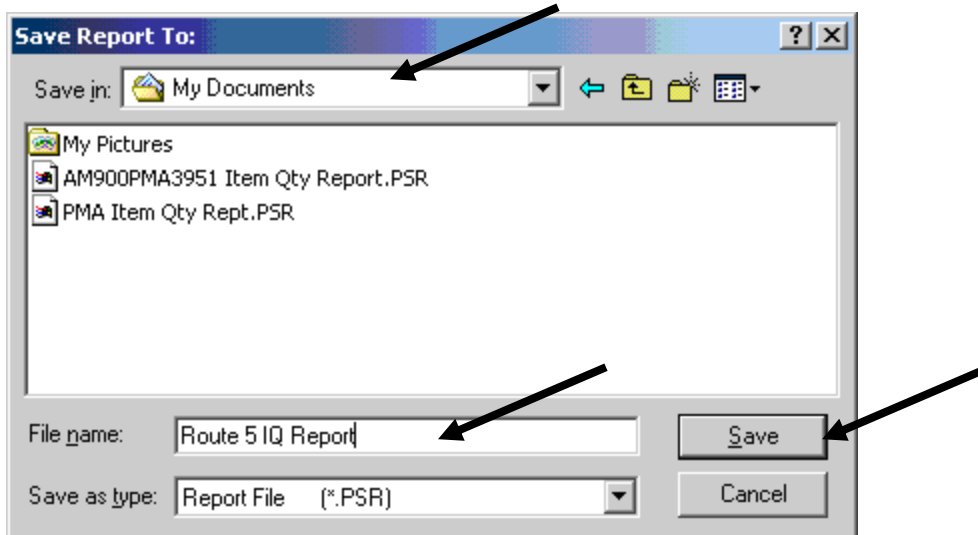 Save Report To:
Save in: My Documents
My Pictures
AM900PMA3951 Item Qty Report.PSR
PMA Item Qty Rept.PSR
File name: Route 5 IQ Report Save
Save as type: Report File (*.PSR) Cancel